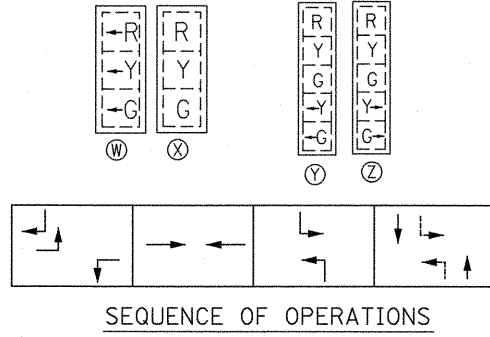 ←R R R R
←Y Y Y Y
←G G G G
←Y Y→
←G G→
W X Y Z
SEQUENCE OF OPERATIONS